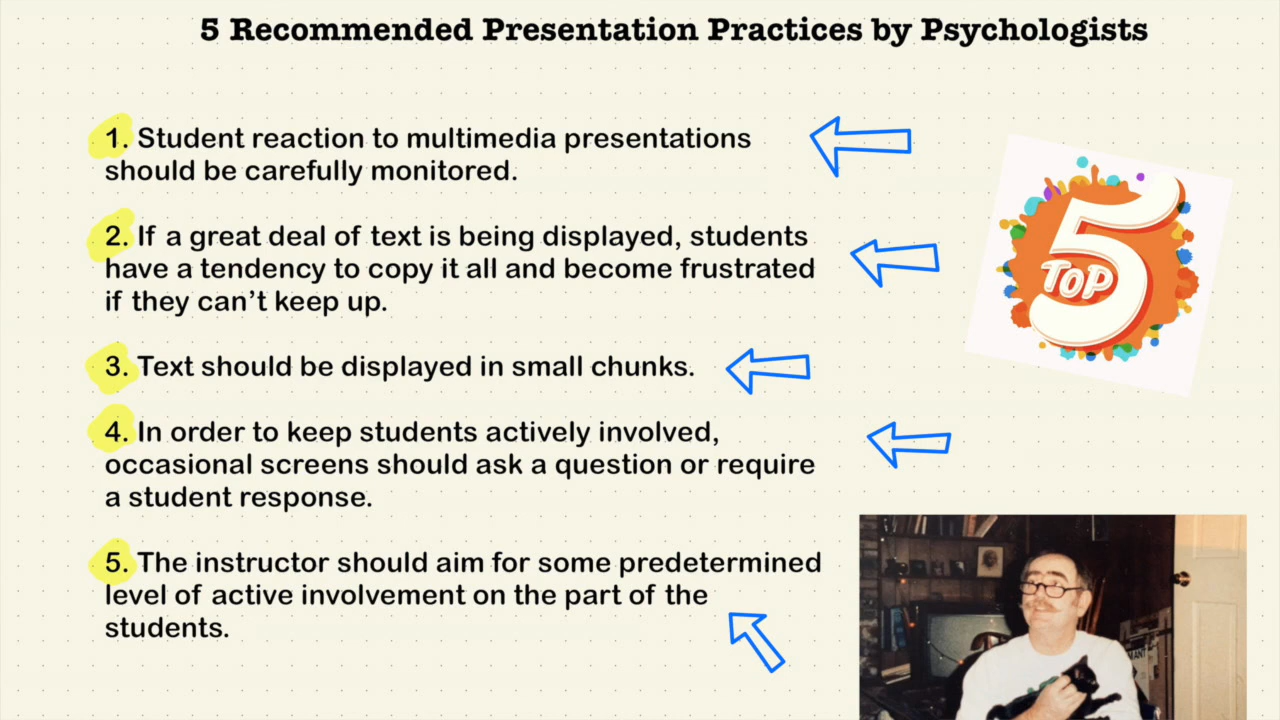 5 Recommended Presentation Practices by Psychologists
1. Student reaction to multimedia presentations
should be carefully monitored.
2. If a great deal of text is being displayed, students
have a tendency to copy it all and become frustrated
if they can't keep up.
3. Text should be displayed in small chunks.
4. In order to keep students actively involved,
occasional screens should ask a question or require
a student response.
5. The instructor should aim for some predetermined
level of active involvement on the part of the
students.
5
TOP